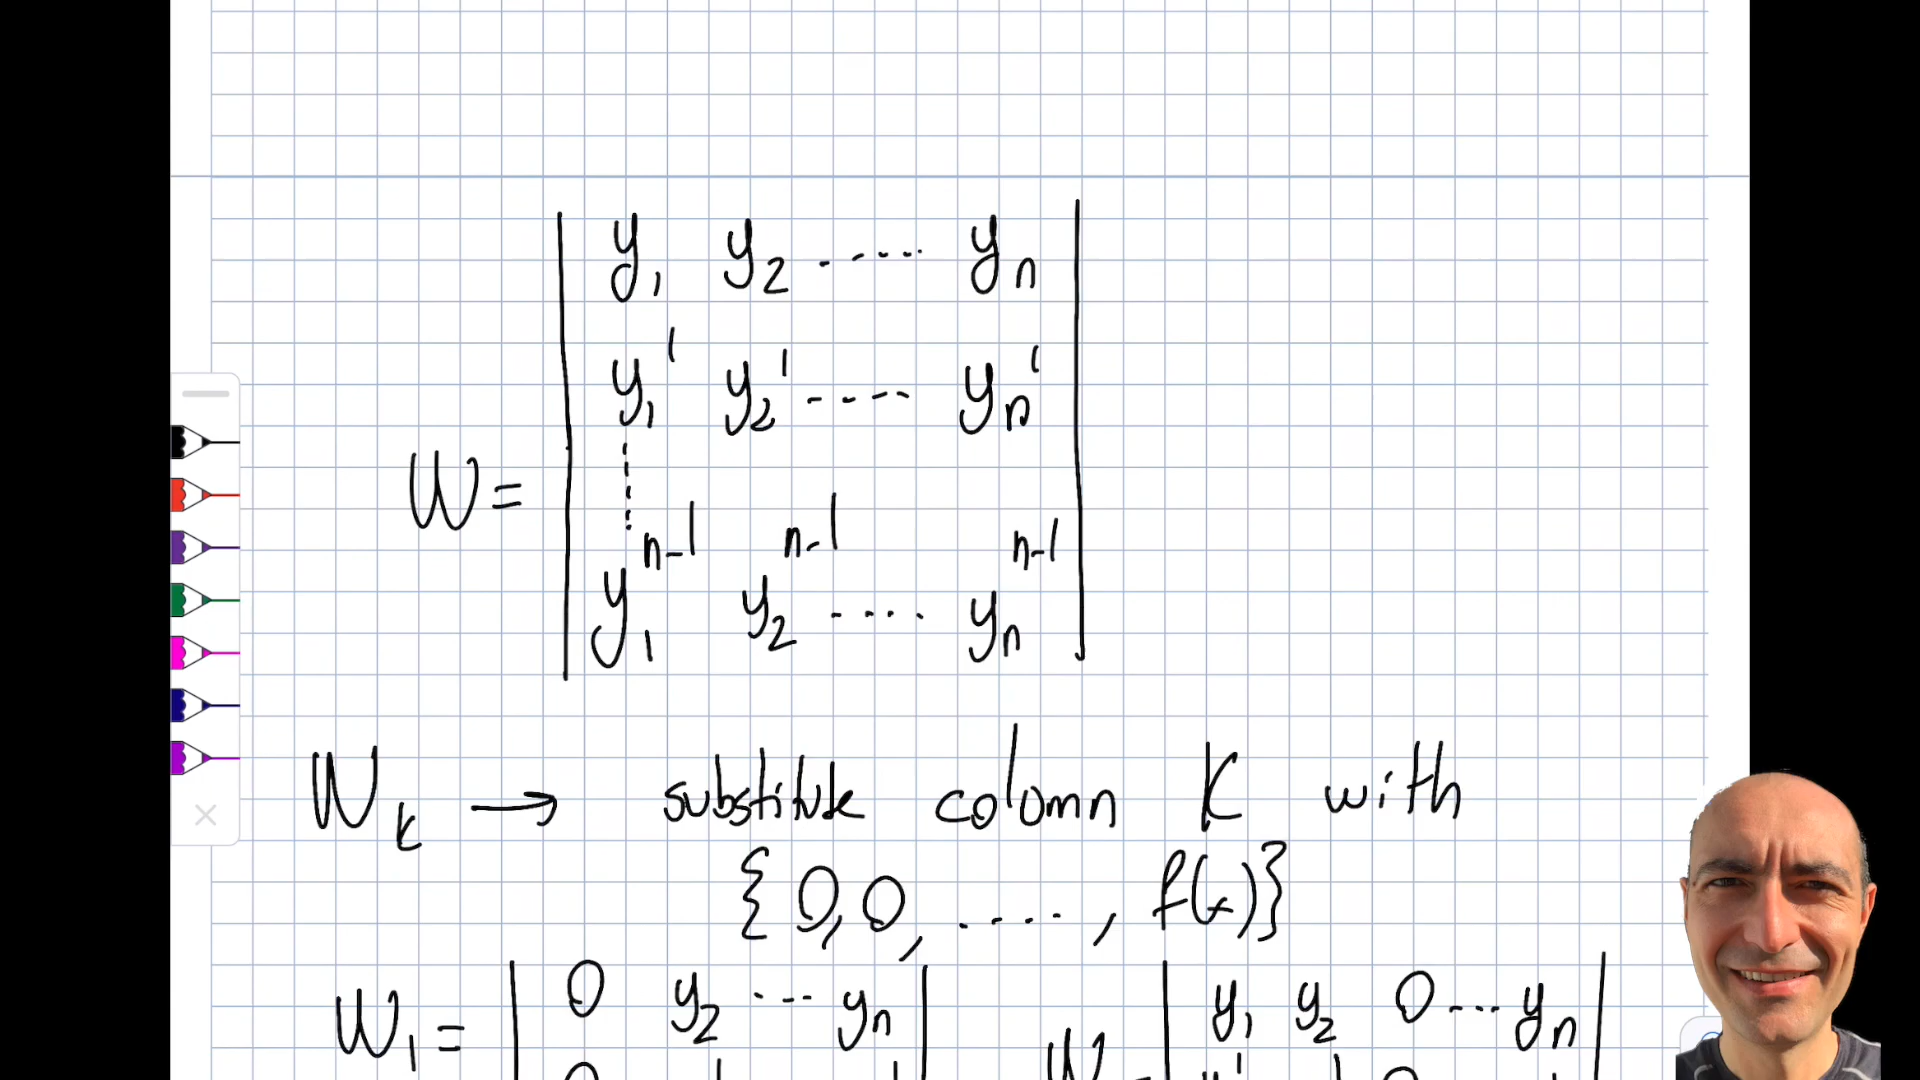 y₁ y₂ ..... yₙ
y₁' y₂' .... yₙ'
W =
n-1 n-1 n-1
y₁ y₂ .... yₙ
W_k → substitute column K with
{0,0, ....., f(x)}
W₁ = | 0 y₂ ... yₙ | | y₁ y₂ 0 ... yₙ |